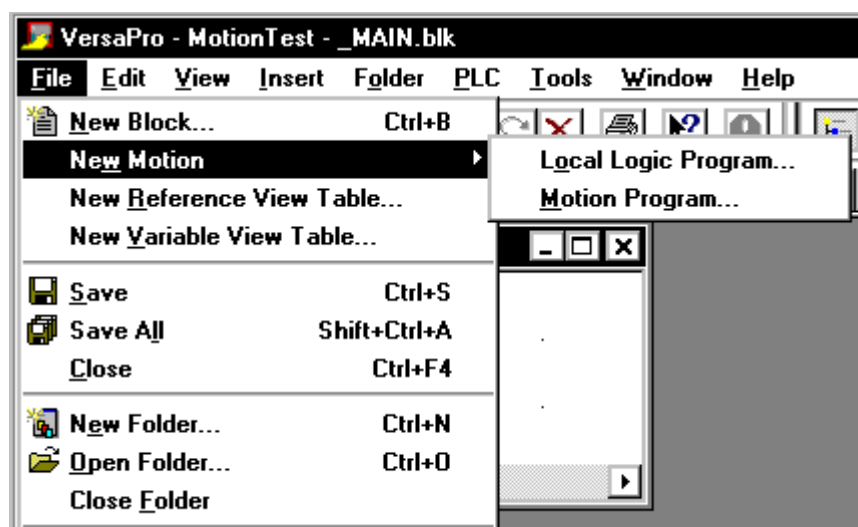 VersaPro - MotionTest - _MAIN.blk
File Edit View Insert Folder PLC Tools Window Help
New Block... Ctrl+B
New Motion
Local Logic Program...
Motion Program...
New Reference View Table...
New Variable View Table...
Save Ctrl+S
Save All Shift+Ctrl+A
Close Ctrl+F4
New Folder... Ctrl+N
Open Folder... Ctrl+O
Close Folder